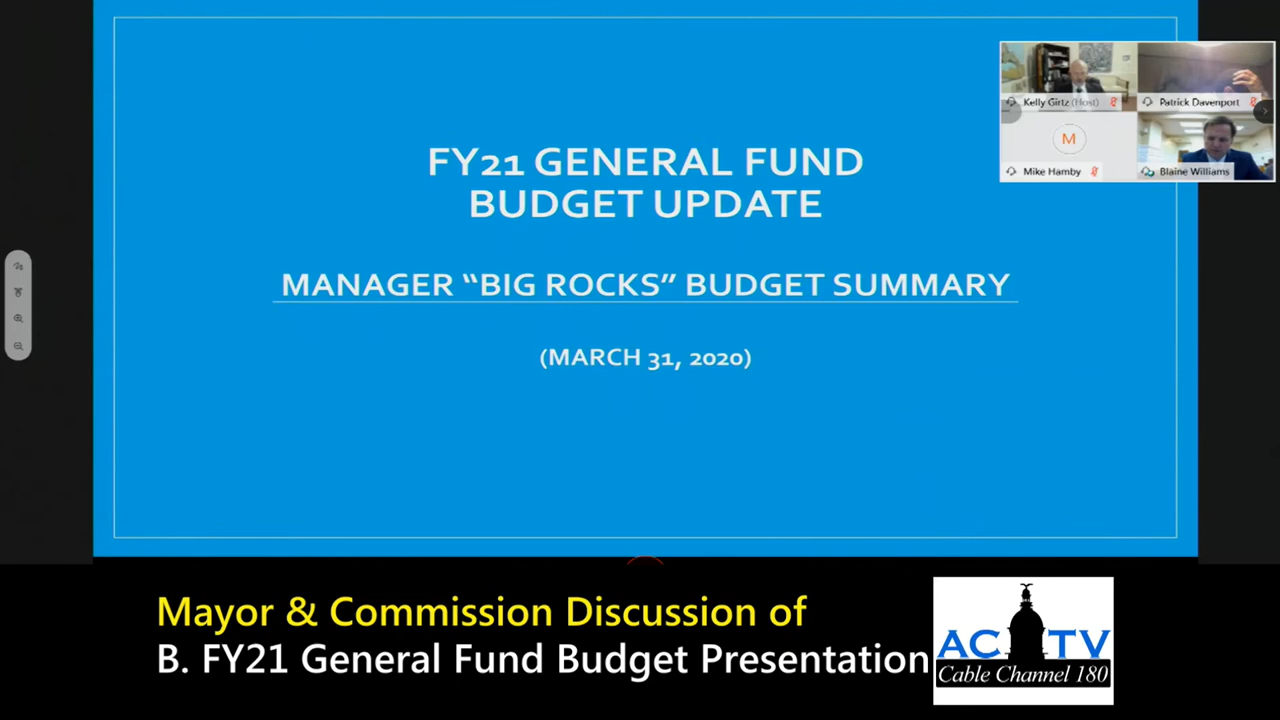 FY21 GENERAL FUND
BUDGET UPDATE
MANAGER “BIG ROCKS” BUDGET SUMMARY
(MARCH 31, 2020)
Kelly Girtz (Host)
Patrick Davenport
M
Mike Hamby
Blaine Williams
Mayor & Commission Discussion of
B. FY21 General Fund Budget Presentation
ACTV
Cable Channel 180